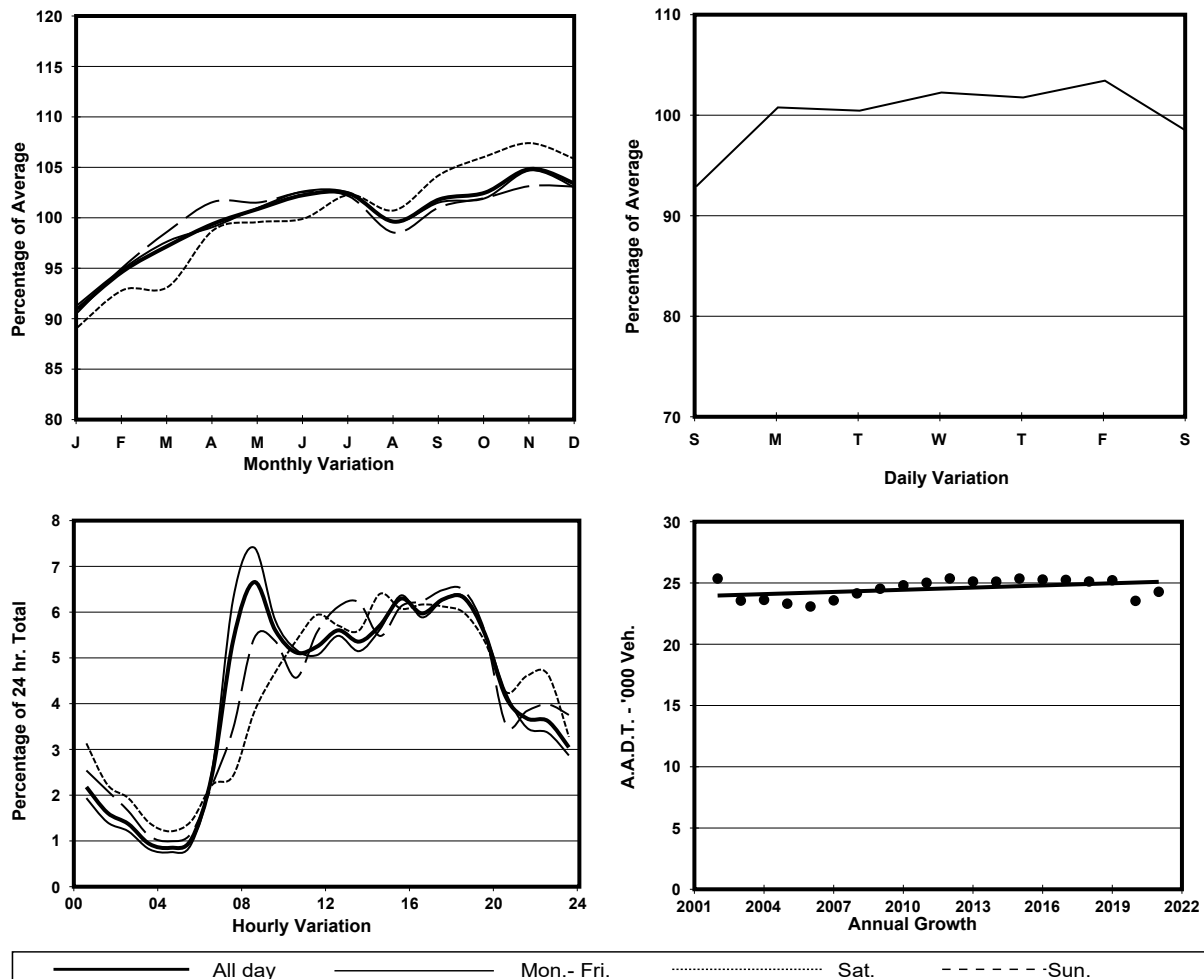 120
115
110
105
100
95
90
85
80
Percentage of Average
J F M A M J J A S O N D
Monthly Variation
110
100
90
80
70
Percentage of Average
S M T W T F S
Daily Variation
8
7
6
5
4
3
2
1
0
Percentage of 24 hr. Total
00 04 08 12 16 20 24
Hourly Variation
30
25
20
15
10
5
0
A.A.D.T. - '000 Veh.
2001 2004 2007 2010 2013 2016 2019 2022
Annual Growth
All day Mon.- Fri. Sat. Sun.